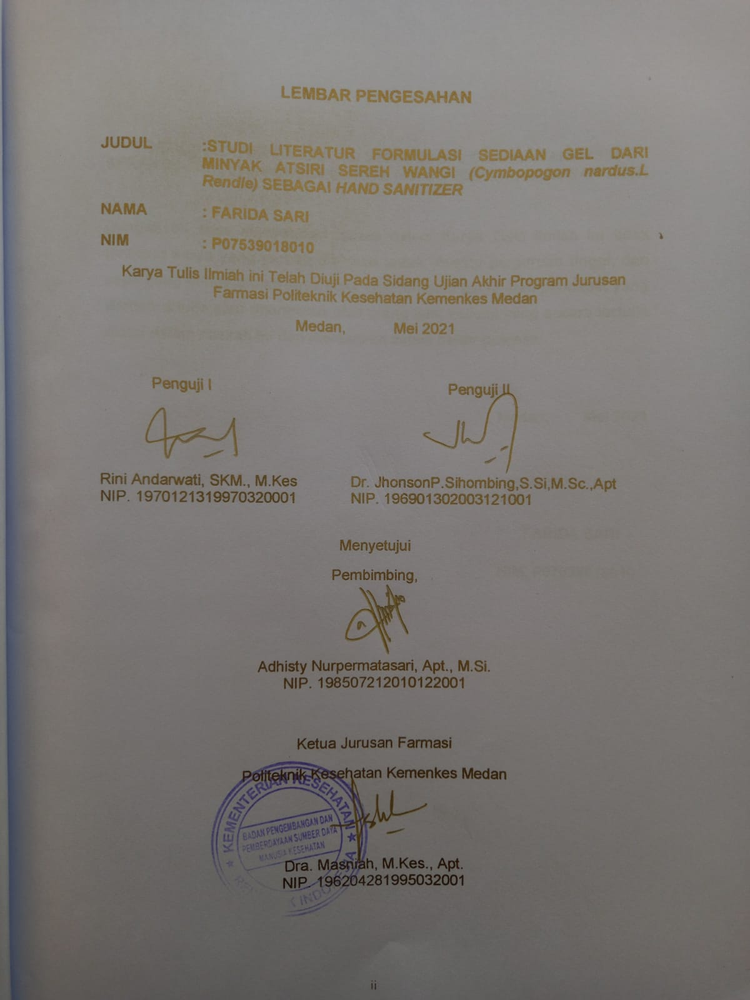 LEMBAR PENGESAHAN
JUDUL :STUDI LITERATUR FORMULASI SEDIAAN GEL DARI
MINYAK ATSIRI SEREH WANGI (Cymbopogon nardus.L
Rendle) SEBAGAI HAND SANITIZER
NAMA : FARIDA SARI
NIM : P07539018010
Karya Tulis Ilmiah ini Telah Diuji Pada Sidang Ujian Akhir Program Jurusan
Farmasi Politeknik Kesehatan Kemenkes Medan
Medan, Mei 2021
Penguji I
Penguji II
Rini Andarwati, SKM., M.Kes
NIP. 1970121319970320001
Dr. JhonsonP.Sihombing,S.Si,M.Sc.,Apt
NIP. 196901302003121001
Menyetujui
Pembimbing,
Adhisty Nurpermatasari, Apt., M.Si.
NIP. 198507212010122001
Ketua Jurusan Farmasi
Politeknik Kesehatan Kemenkes Medan
KEMENTERIAN KESEHATAN
BADAN PENGEMBANGAN DAN
PEMBERDAYAAN SUMBER DAYA
MANUSIA KESEHATAN
Dra. Masniah, M.Kes., Apt.
NIP. 196204281995032001
ii